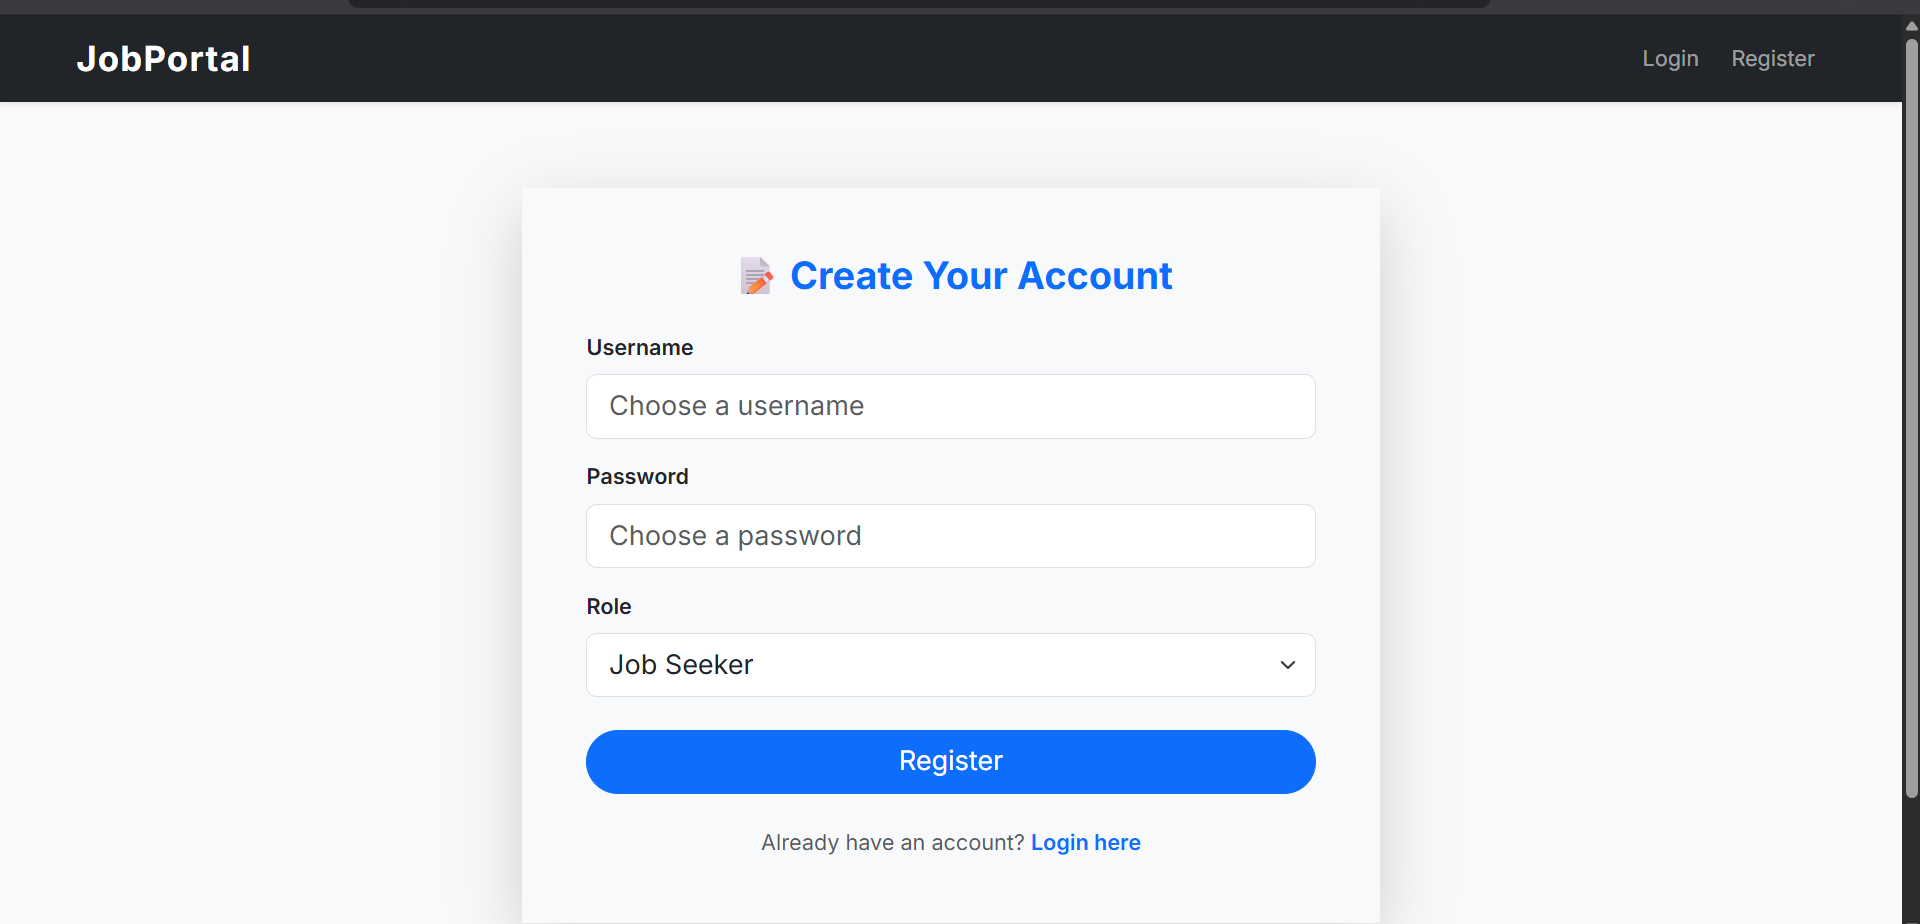 JobPortal
Login Register
Create Your Account
Username
Choose a username
Password
Choose a password
Role
Job Seeker
Register
Already have an account? Login here